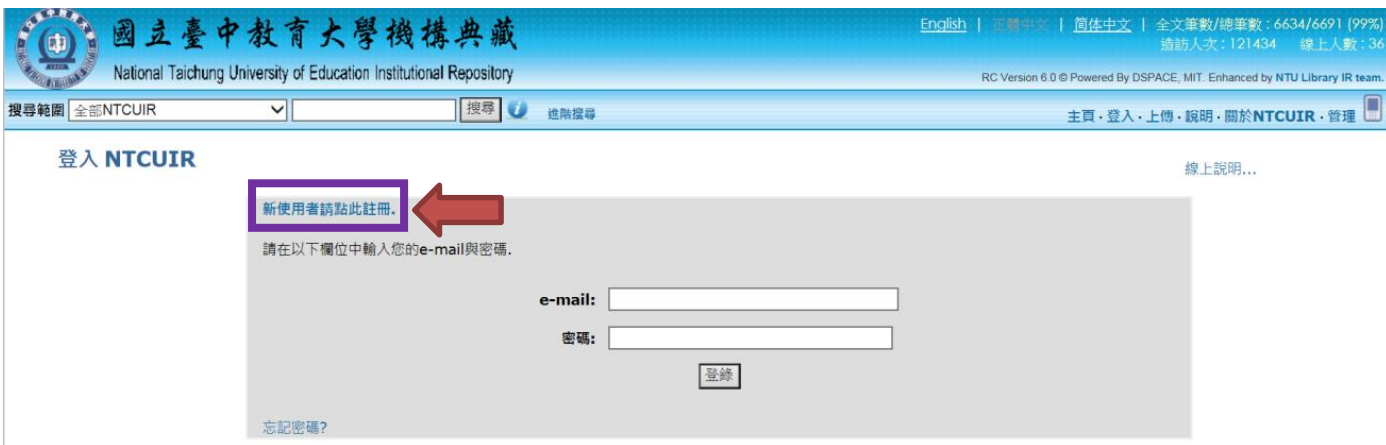 國立臺中教育大學機構典藏
National Taichung University of Education Institutional Repository
English | 正體中文 | 简体中文 | 全文筆數/總筆數 : 6634/6691 (99%)
造訪人次 : 121434 線上人數 : 36
RC Version 6.0 © Powered By DSPACE, MIT. Enhanced by NTU Library IR team.
搜尋範圍 全部NTCUIR 搜尋 i 進階搜尋
主頁‧登入‧上傳‧說明‧關於NTCUIR‧管理
登入 NTCUIR
線上說明...
新使用者請點此註冊.
請在以下欄位中輸入您的e-mail與密碼.
e-mail:
密碼:
登錄
忘記密碼?